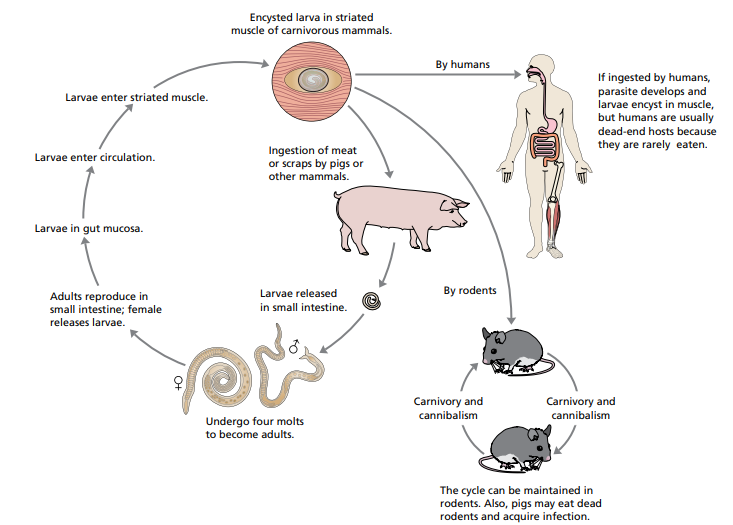 Encysted larva in striated
muscle of carnivorous mammals.
By humans
If ingested by humans,
parasite develops and
larvae encyst in muscle,
but humans are usually
dead-end hosts because
they are rarely eaten.
Larvae enter striated muscle.
Ingestion of meat
or scraps by pigs or
other mammals.
Larvae enter circulation.
Larvae in gut mucosa.
Adults reproduce in
small intestine; female
releases larvae.
Larvae released
in small intestine.
By rodents
♂
♀
Undergo four molts
to become adults.
Carnivory and
cannibalism
Carnivory and
cannibalism
The cycle can be maintained in
rodents. Also, pigs may eat dead
rodents and acquire infection.